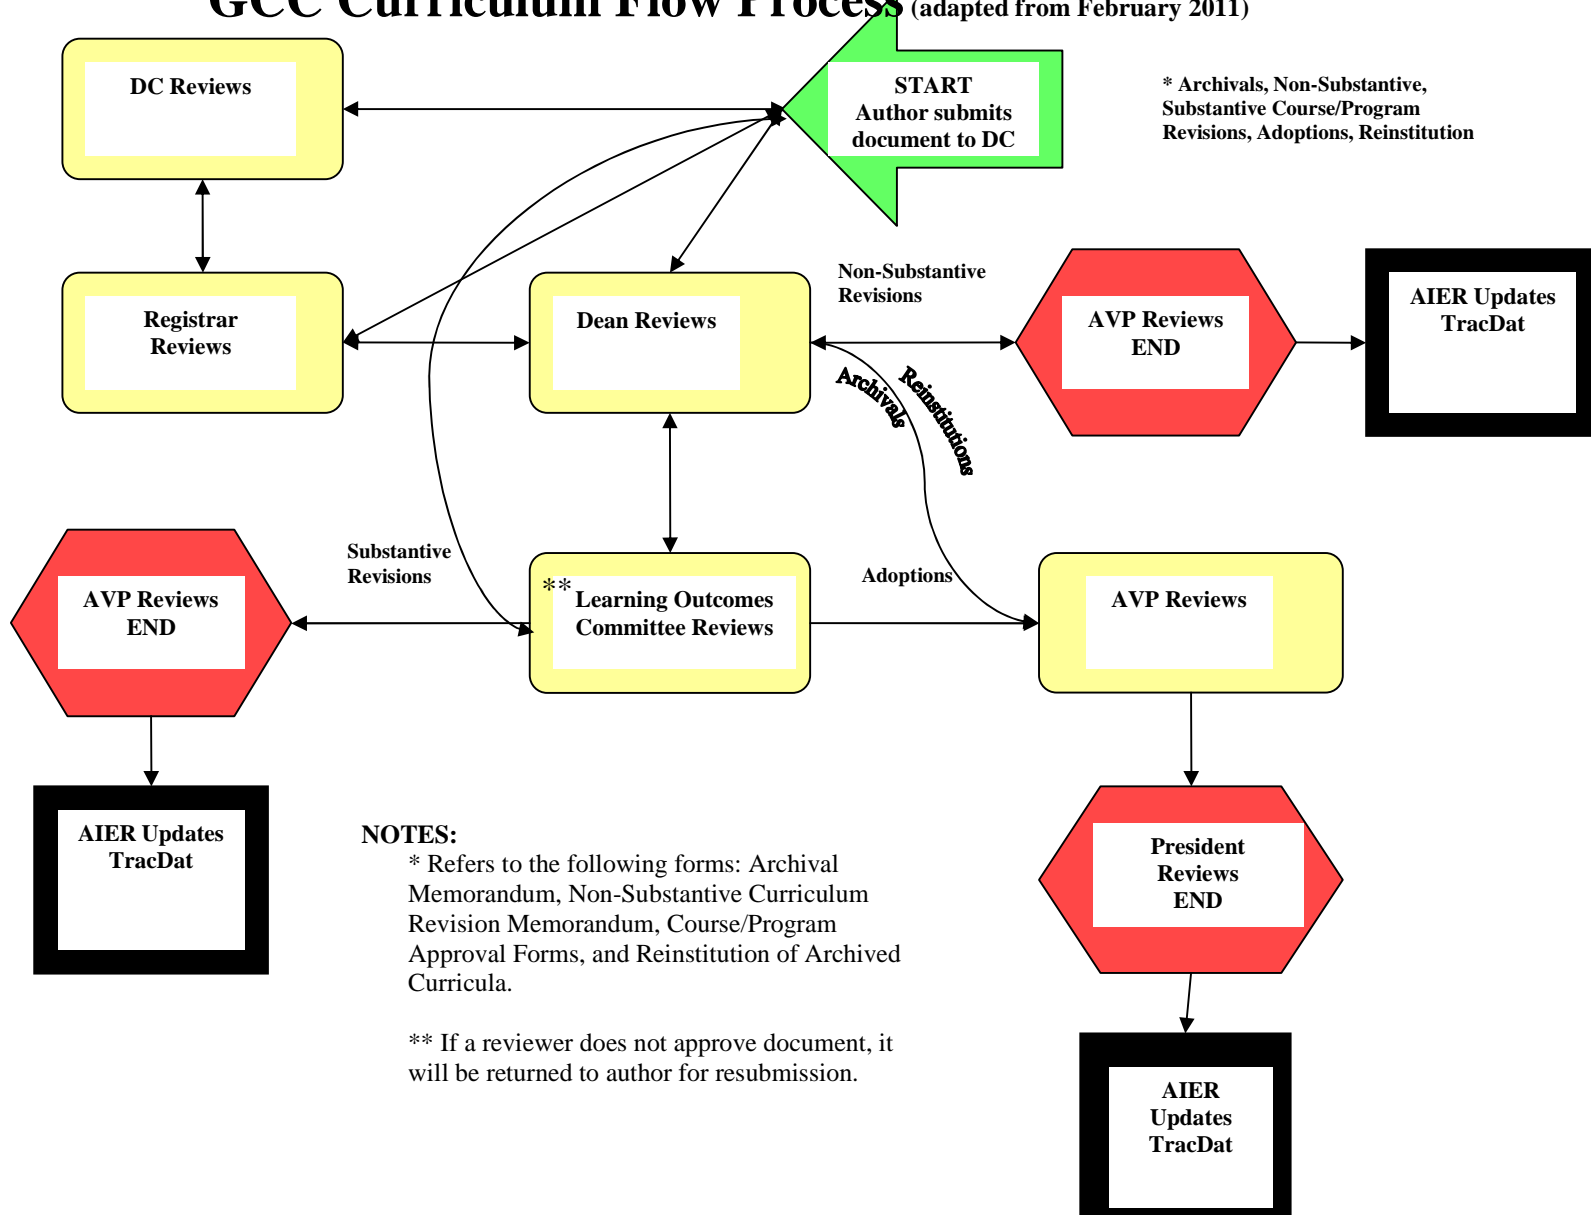 GCC Curriculum Flow Process (adapted from February 2011)
DC Reviews
START
Author submits
document to DC
* Archivals, Non-Substantive,
Substantive Course/Program
Revisions, Adoptions, Reinstitution
Registrar
Reviews
Dean Reviews
Non-Substantive
Revisions
AVP Reviews
END
AIER Updates
TracDat
Archivals
Reinstitutions
AVP Reviews
END
Substantive
Revisions
** Learning Outcomes
Committee Reviews
Adoptions
AVP Reviews
AIER Updates
TracDat
NOTES:
* Refers to the following forms: Archival
Memorandum, Non-Substantive Curriculum
Revision Memorandum, Course/Program
Approval Forms, and Reinstitution of Archived
Curricula.
** If a reviewer does not approve document, it
will be returned to author for resubmission.
President
Reviews
END
AIER
Updates
TracDat